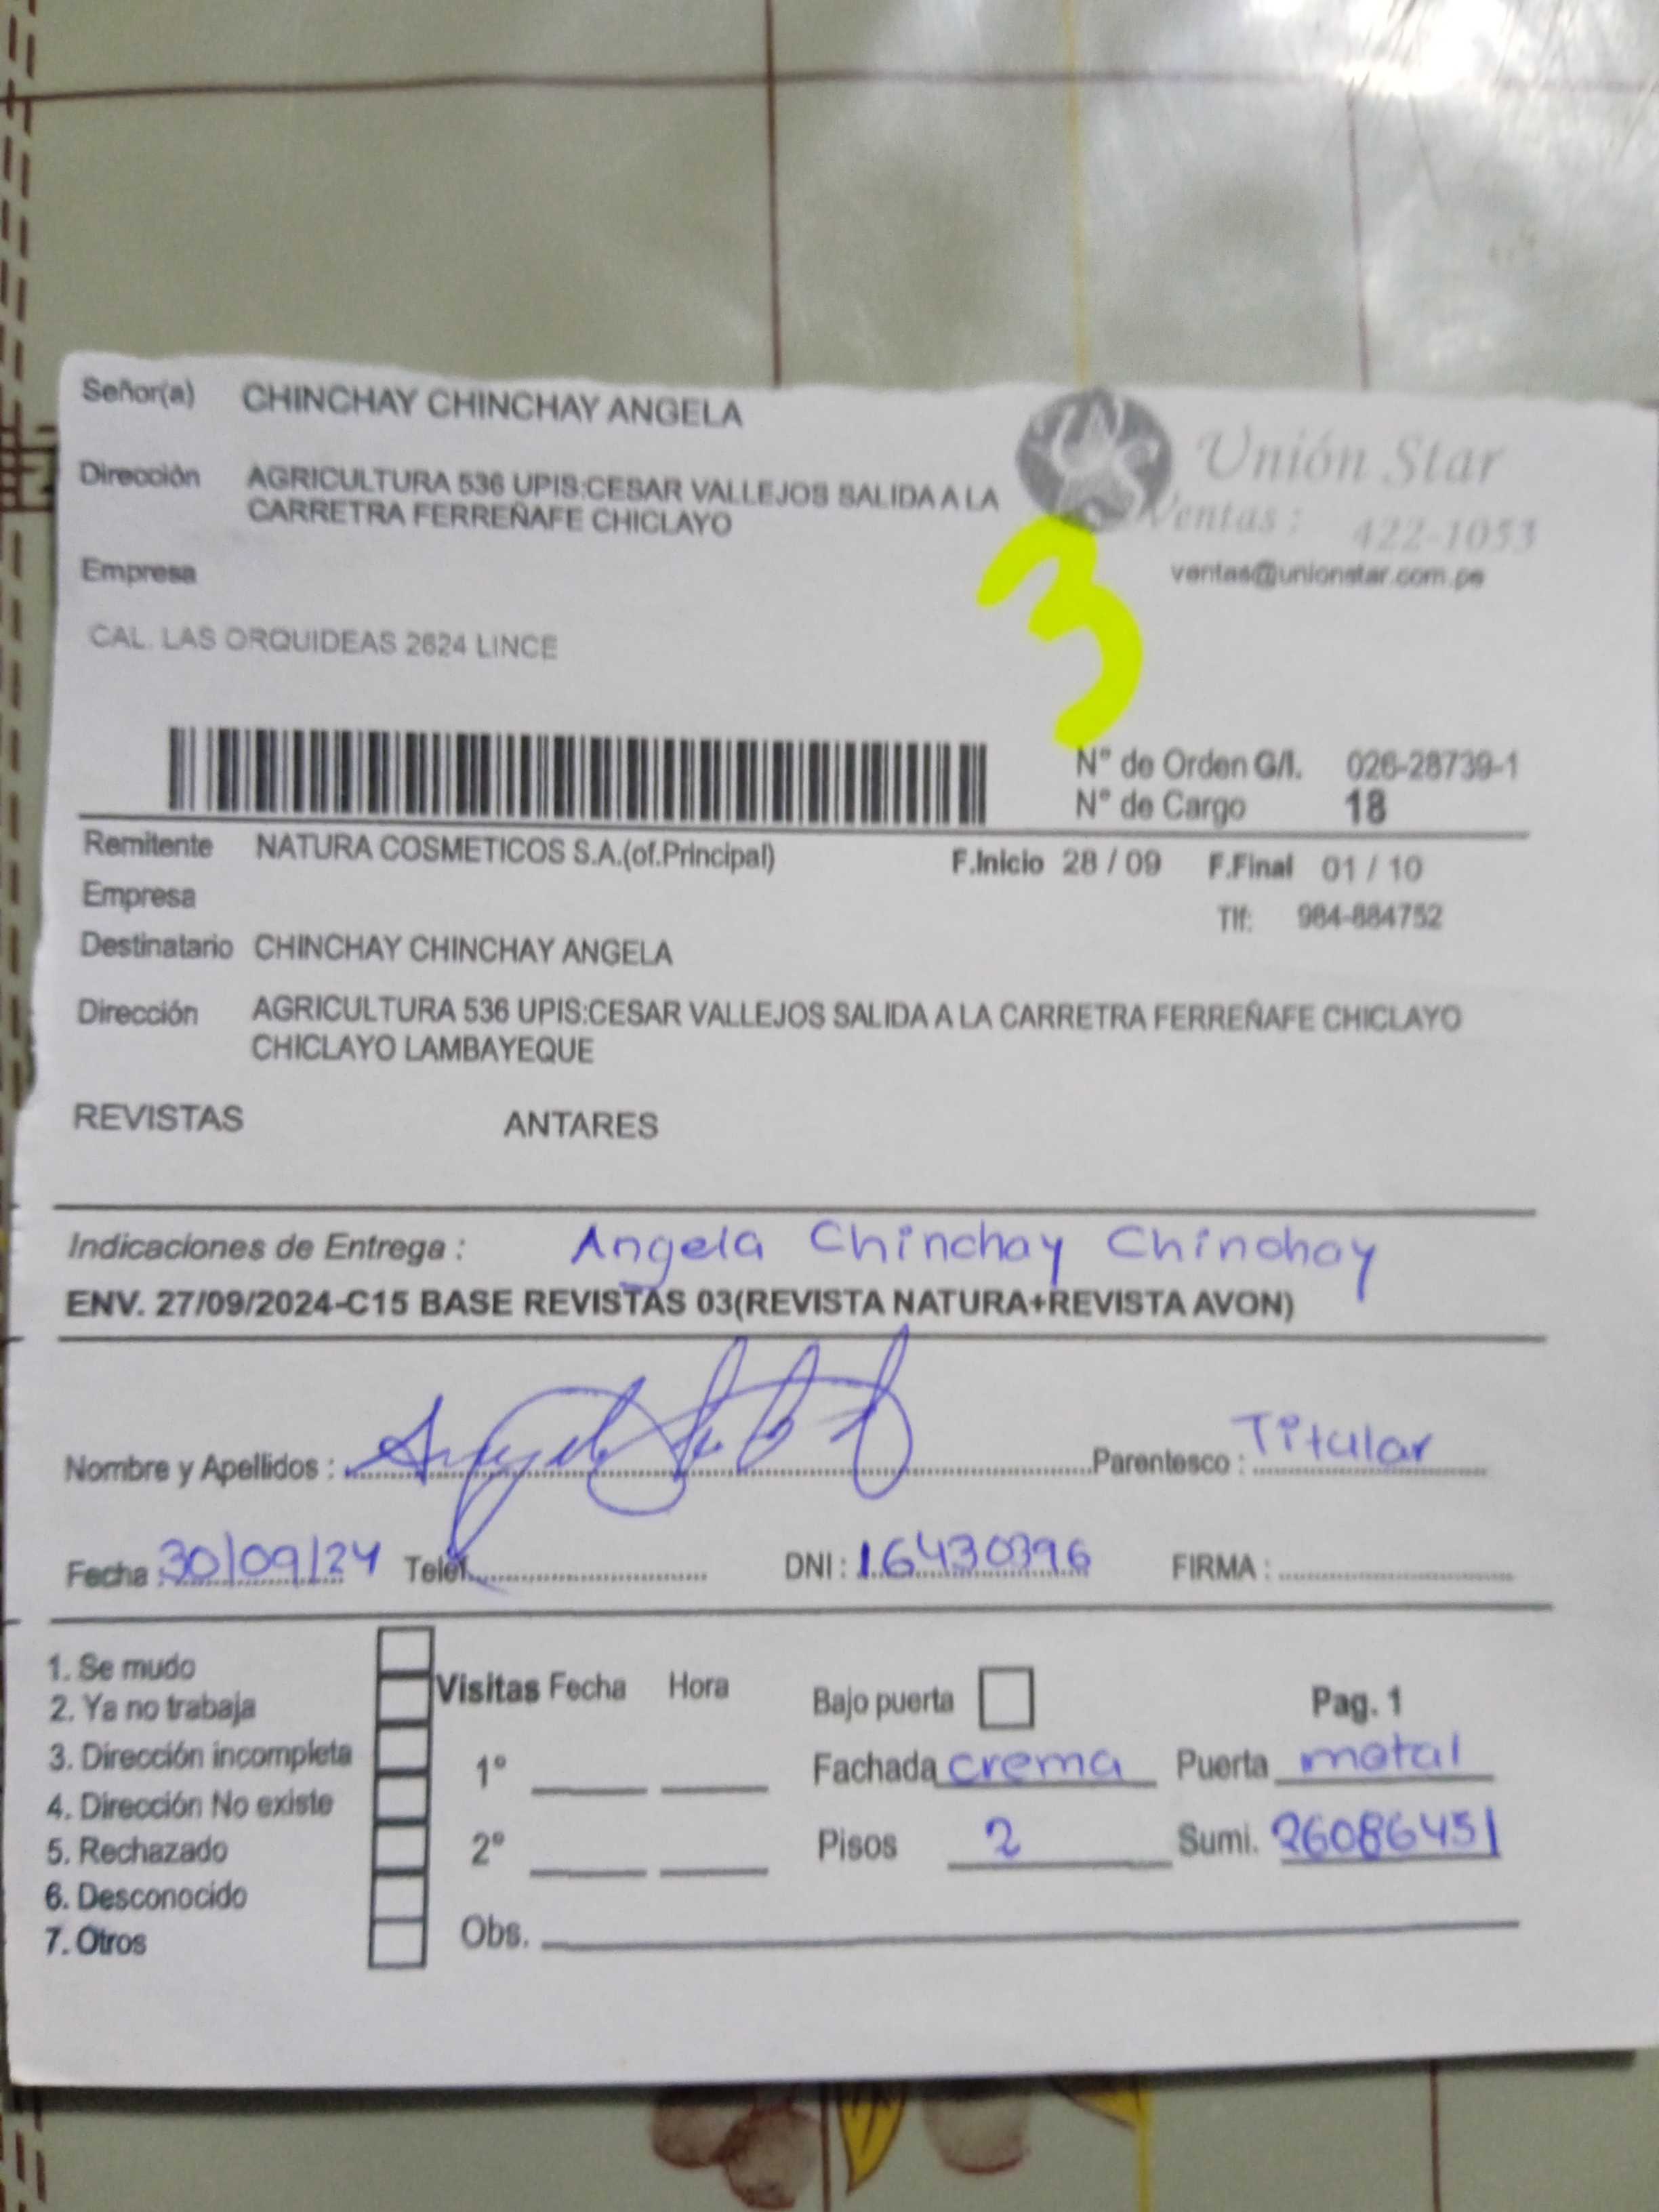 Señor(a) CHINCHAY CHINCHAY ANGELA
Dirección AGRICULTURA 536 UPIS:CESAR VALLEJOS SALIDA A LA
CARRETRA FERREÑAFE CHICLAYO
Unión Star
Ventas: 422-1053
ventas@unionstar.com.pe
Empresa
CAL. LAS ORQUIDEAS 2624 LINCE
3
N° de Orden G/I. 026-28739-1
N° de Cargo 18
Remitente NATURA COSMETICOS S.A.(of.Principal) F.Inicio 28 / 09 F.Final 01 / 10
Empresa Tlf: 984-884752
Destinatario CHINCHAY CHINCHAY ANGELA
Dirección AGRICULTURA 536 UPIS:CESAR VALLEJOS SALIDA A LA CARRETRA FERREÑAFE CHICLAYO
CHICLAYO LAMBAYEQUE
REVISTAS ANTARES
Indicaciones de Entrega : Angela Chinchay Chinchay
ENV. 27/09/2024-C15 BASE REVISTAS 03(REVISTA NATURA+REVISTA AVON)
Nombre y Apellidos : Parentesco : Titular
Fecha : 30/09/24 Telef. DNI : 16430396 FIRMA :
1. Se mudo
2. Ya no trabaja
3. Dirección incompleta
4. Dirección No existe
5. Rechazado
6. Desconocido
7. Otros
Visitas Fecha Hora
1°
2°
Obs.
Bajo puerta Pag. 1
Fachada crema Puerta metal
Pisos 2 Sumi. 26086451